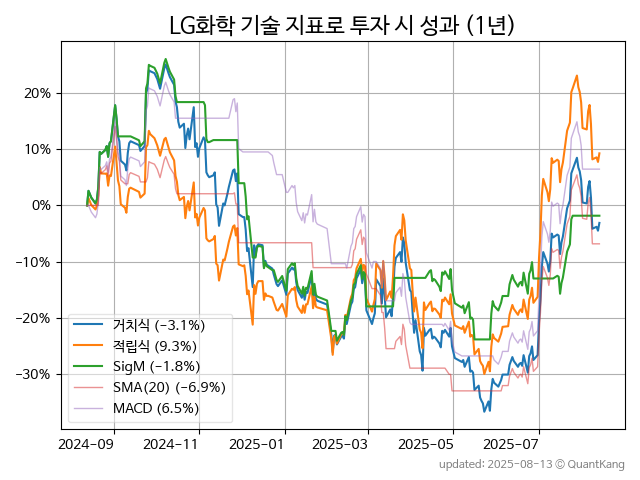 LG화학 기술 지표로 투자 시 성과 (1년)
20%
10%
0%
−10%
−20%
−30%
거치식 (−3.1%)
적립식 (9.3%)
SigM (−1.8%)
SMA(20) (−6.9%)
MACD (6.5%)
2024-09
2024-11
2025-01
2025-03
2025-05
2025-07
updated: 2025-08-13 ⓒ QuantKang